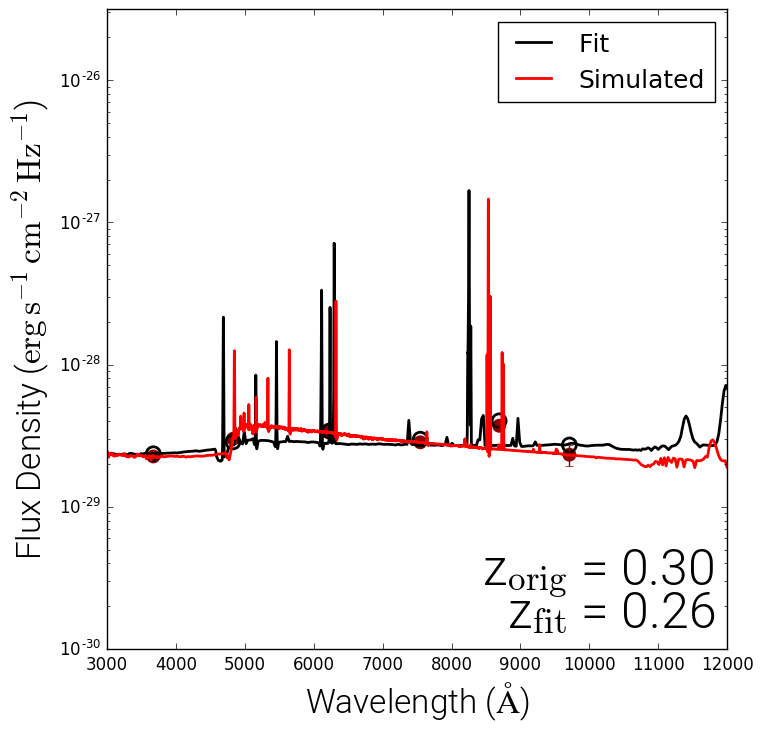 Fit
Simulated
10^-26
10^-27
10^-28
10^-29
10^-30
Flux Density (erg s^−1 cm^−2 Hz^−1)
z_orig = 0.30
z_fit = 0.26
3000 4000 5000 6000 7000 8000 9000 10000 11000 12000
Wavelength (Å)